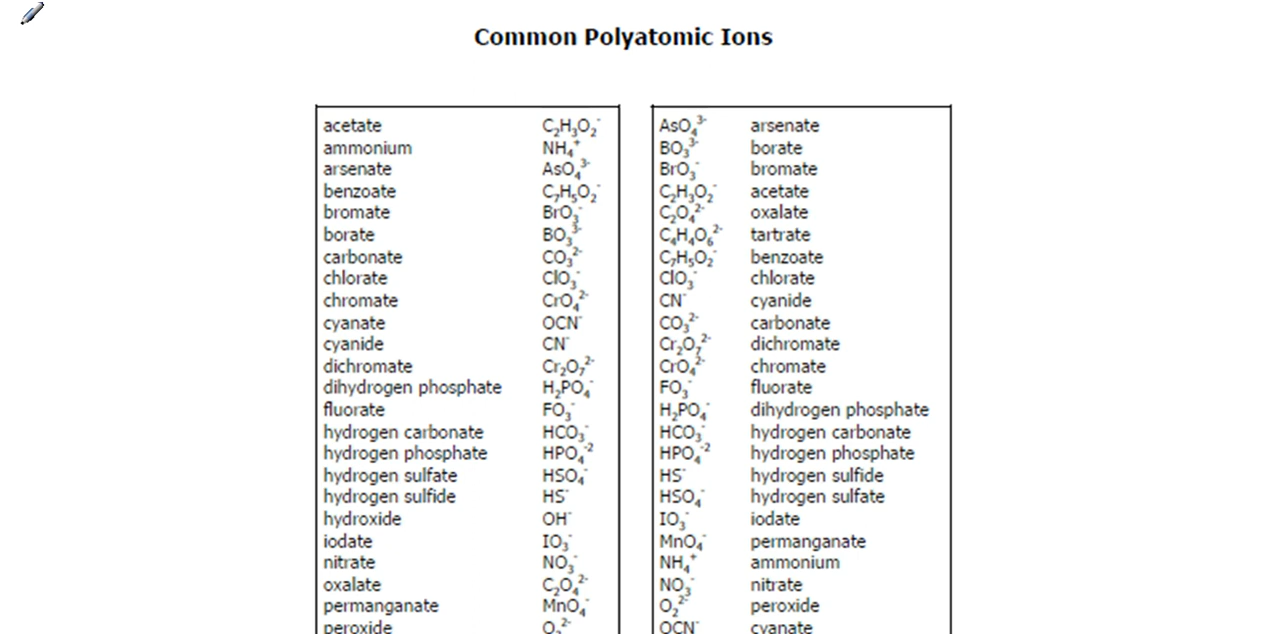 Common Polyatomic Ions
acetate C₂H₃O₂⁻
ammonium NH₄⁺
arsenate AsO₄³⁻
benzoate C₇H₅O₂⁻
bromate BrO₃⁻
borate BO₃³⁻
carbonate CO₃²⁻
chlorate ClO₃⁻
chromate CrO₄²⁻
cyanate OCN⁻
cyanide CN⁻
dichromate Cr₂O₇²⁻
dihydrogen phosphate H₂PO₄⁻
fluorate FO₃⁻
hydrogen carbonate HCO₃⁻
hydrogen phosphate HPO₄⁻²
hydrogen sulfate HSO₄⁻
hydrogen sulfide HS⁻
hydroxide OH⁻
iodate IO₃⁻
nitrate NO₃⁻
oxalate C₂O₄²⁻
permanganate MnO₄⁻
peroxide O₂²⁻
AsO₄³⁻ arsenate
BO₃³⁻ borate
BrO₃⁻ bromate
C₂H₃O₂⁻ acetate
C₂O₄²⁻ oxalate
C₄H₄O₆²⁻ tartrate
C₇H₅O₂⁻ benzoate
ClO₃⁻ chlorate
CN⁻ cyanide
CO₃²⁻ carbonate
Cr₂O₇²⁻ dichromate
CrO₄²⁻ chromate
FO₃⁻ fluorate
H₂PO₄⁻ dihydrogen phosphate
HCO₃⁻ hydrogen carbonate
HPO₄⁻² hydrogen phosphate
HS⁻ hydrogen sulfide
HSO₄⁻ hydrogen sulfate
IO₃⁻ iodate
MnO₄⁻ permanganate
NH₄⁺ ammonium
NO₃⁻ nitrate
O₂²⁻ peroxide
OCN⁻ cyanate